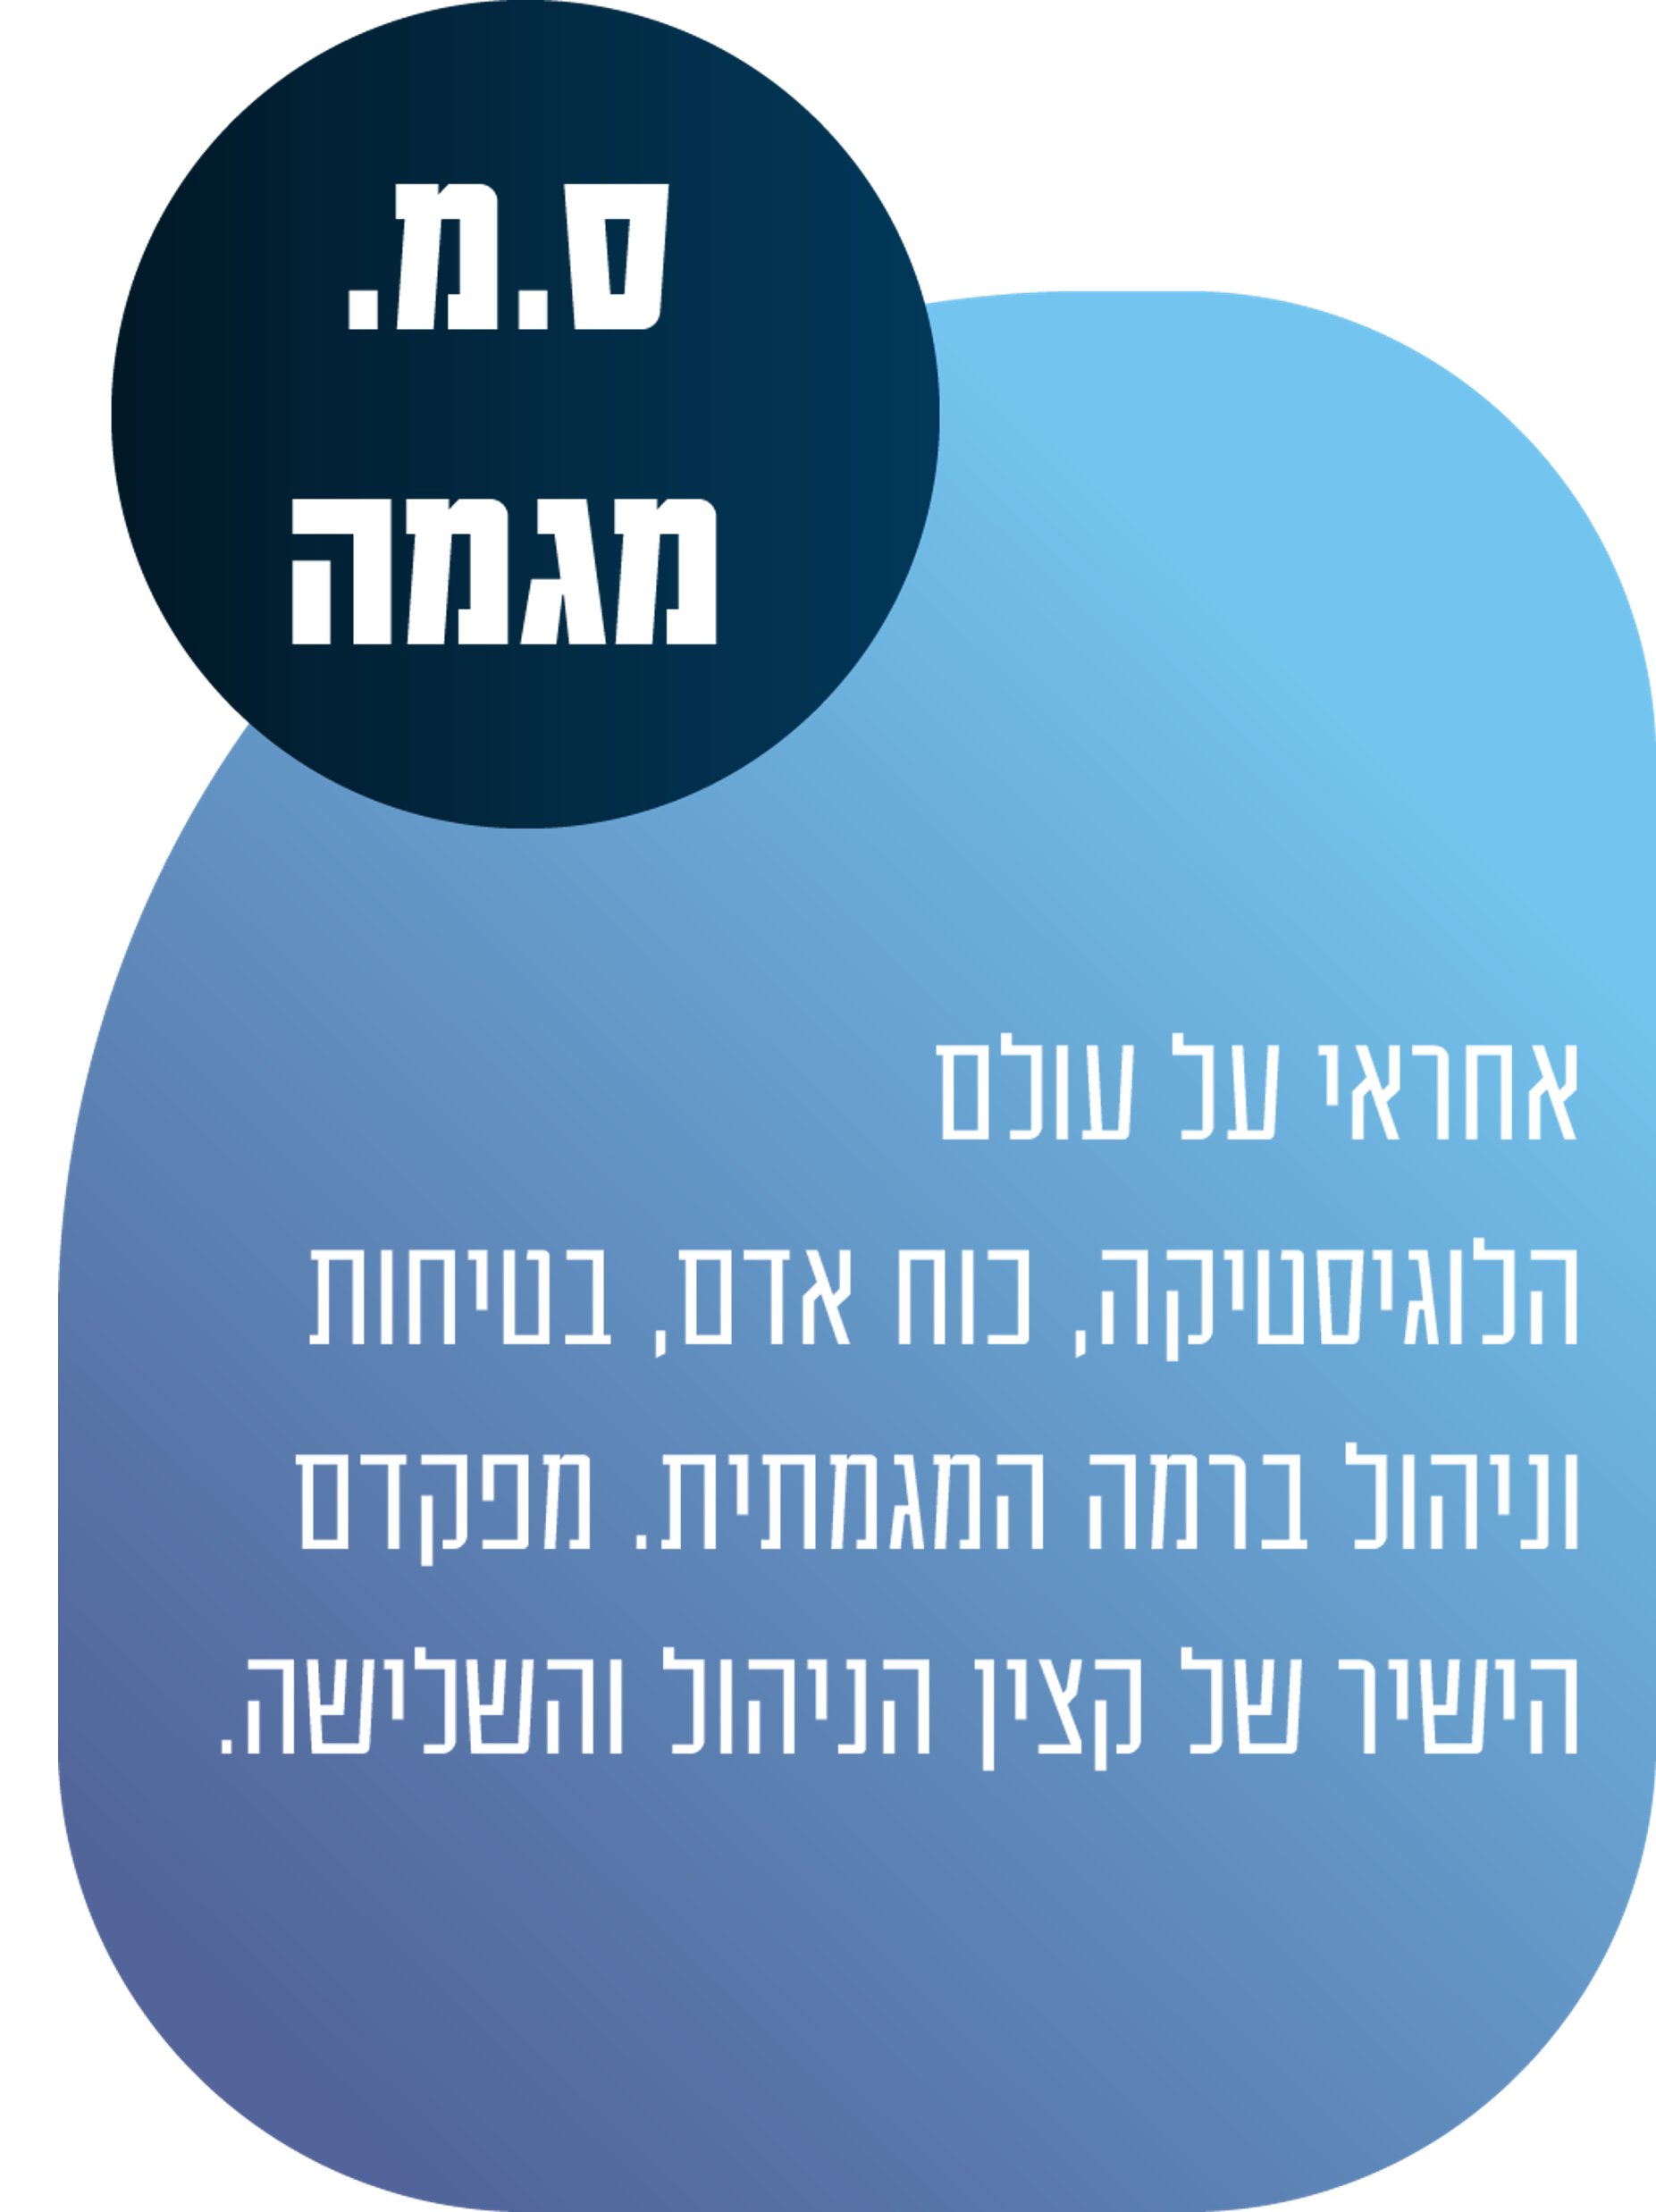 ס.מ.
מגמה
אחראי על עולם
הלוגיסטיקה, כוח אדם, בטיחות
וניהול ברמה המגמתית. מפקדם
הישיר של קצין הניהול והשלישה.